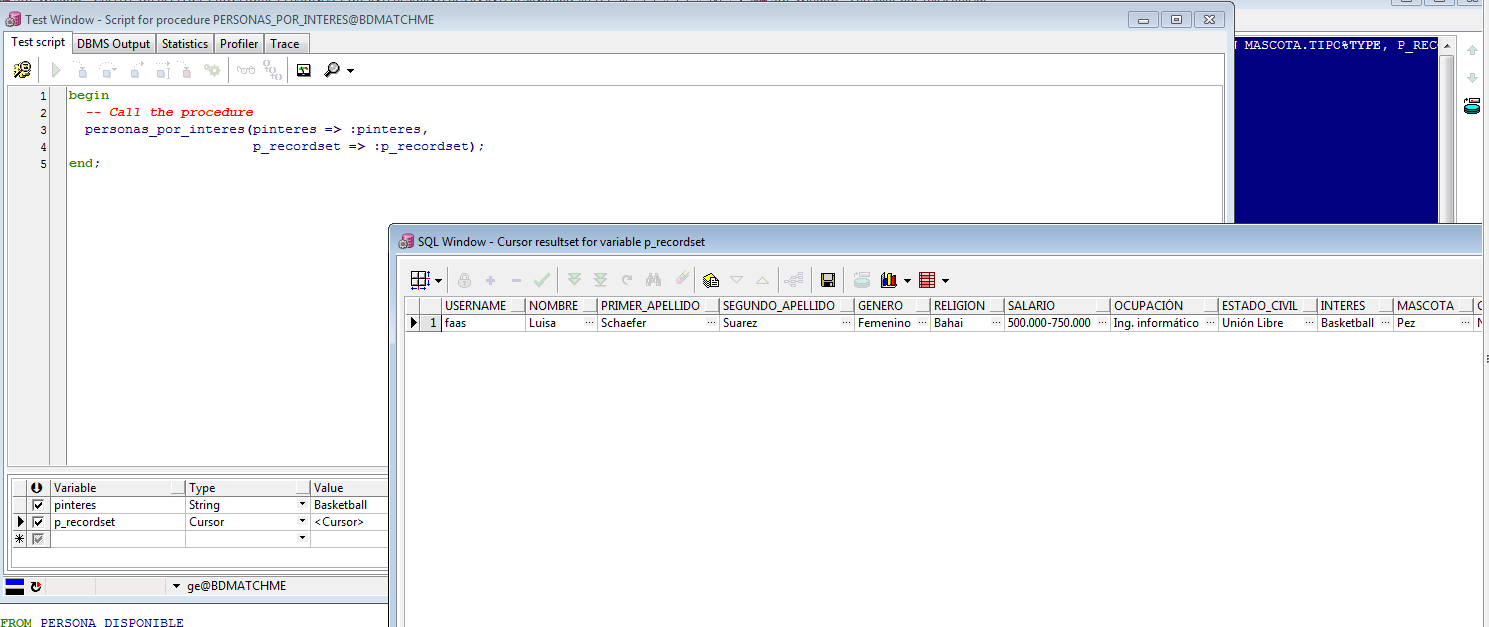 Test Window - Script for procedure PERSONAS_POR_INTERES@BDMATCHME
Test script DBMS Output Statistics Profiler Trace
MASCOTA.TIPO%TYPE, P_REC
1 begin
2 -- Call the procedure
3 personas_por_interes(pinteres => :pinteres,
4 p_recordset => :p_recordset);
5 end;
SQL Window - Cursor resultset for variable p_recordset
USERNAME NOMBRE PRIMER_APELLIDO SEGUNDO_APELLIDO GENERO RELIGION SALARIO OCUPACIÓN ESTADO_CIVIL INTERES MASCOTA
1 faas Luisa Schaefer Suarez Femenino Bahai 500.000-750.000 Ing. informático Unión Libre Basketball Pez
Variable Type Value
pinteres String Basketball
p_recordset Cursor <Cursor>
ge@BDMATCHME
FROM PERSONA_DISPONIBLE